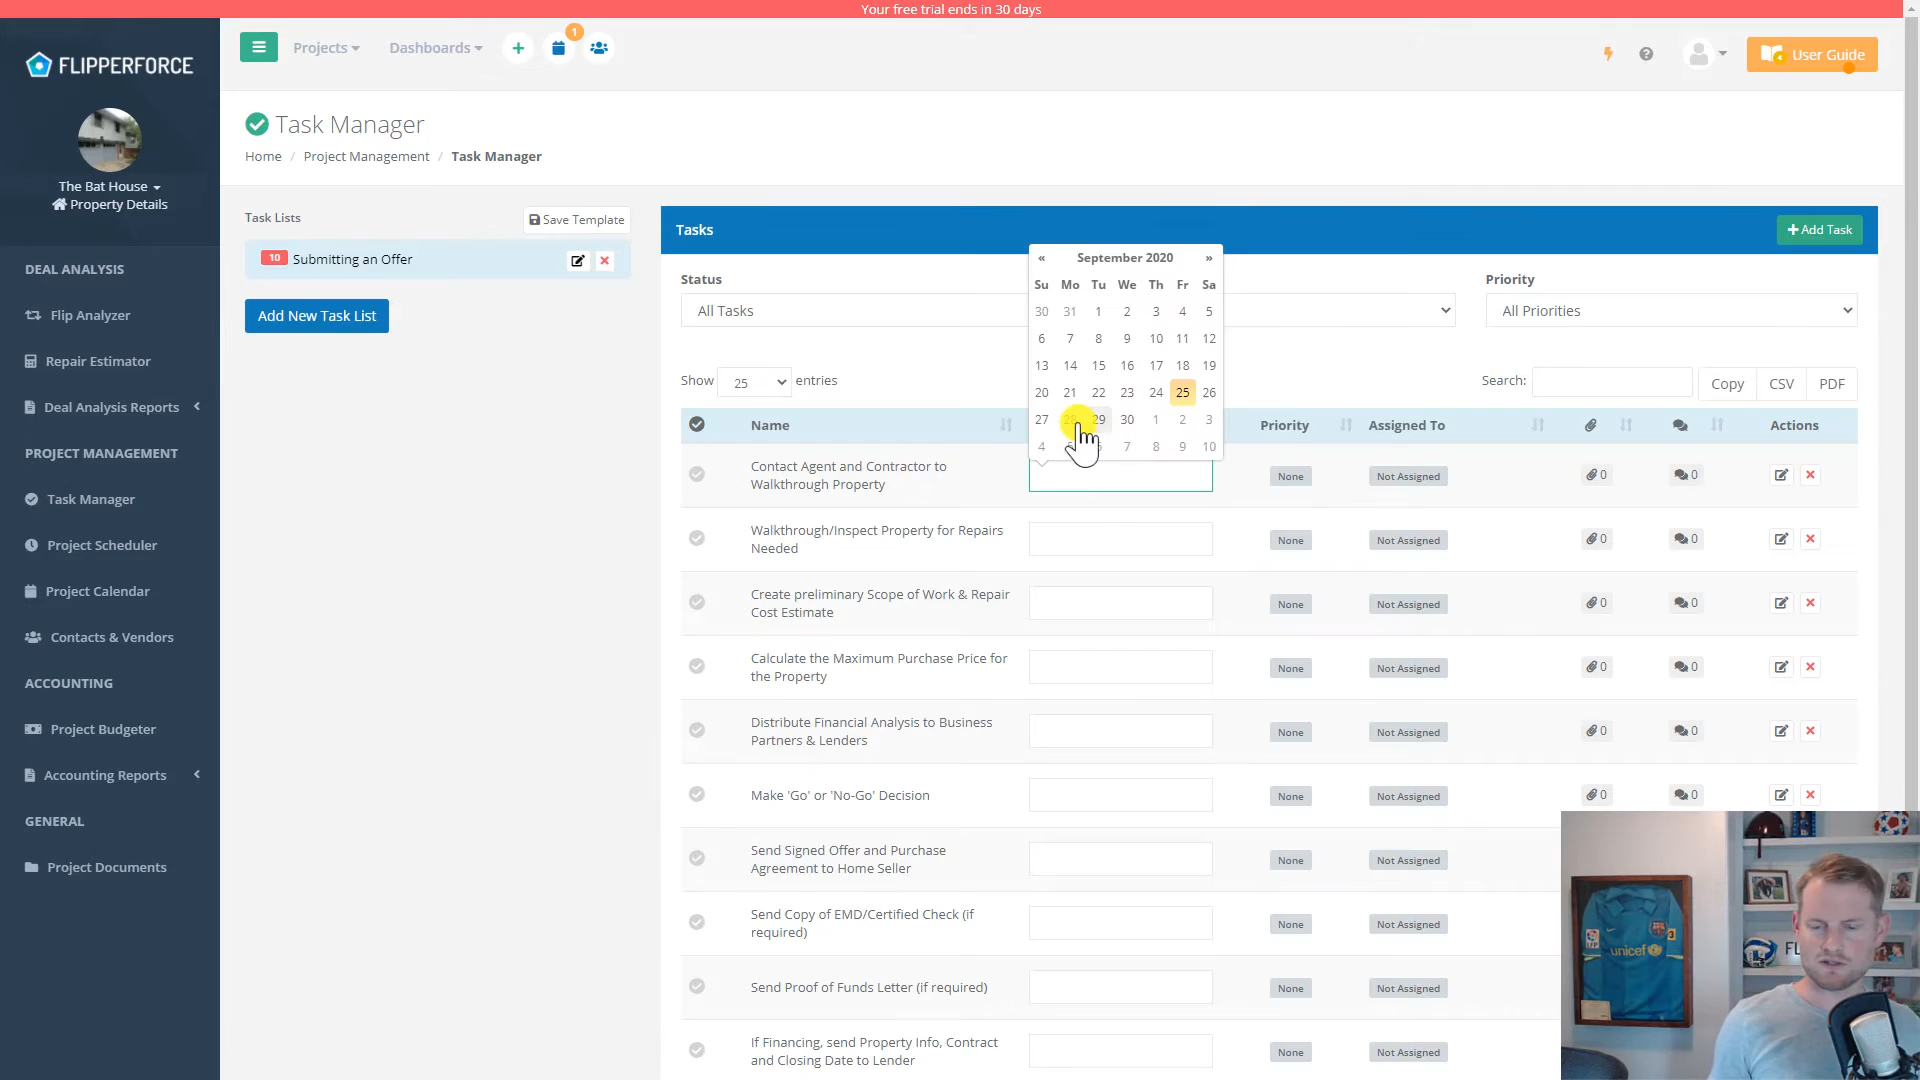 Your free trial ends in 30 days
FLIPPERFORCE
Projects
Dashboards
1
User Guide
The Bat House
Property Details
Task Manager
Home / Project Management / Task Manager
DEAL ANALYSIS
Flip Analyzer
Repair Estimator
Deal Analysis Reports
PROJECT MANAGEMENT
Task Manager
Project Scheduler
Project Calendar
Contacts & Vendors
ACCOUNTING
Project Budgeter
Accounting Reports
GENERAL
Project Documents
Task Lists
Save Template
10 Submitting an Offer
Add New Task List
Tasks
Add Task
Status
Priority
All Tasks
All Priorities
« September 2020 »
Su Mo Tu We Th Fr Sa
30 31 1 2 3 4 5
6 7 8 9 10 11 12
13 14 15 16 17 18 19
20 21 22 23 24 25 26
27 28 29 30 1 2 3
4 7 8 9 10
Show 25 entries
Search:
Copy CSV PDF
Name Priority Assigned To Actions
Contact Agent and Contractor to
Walkthrough Property
None Not Assigned 0 0
Walkthrough/Inspect Property for Repairs
Needed
None Not Assigned 0 0
Create preliminary Scope of Work & Repair
Cost Estimate
None Not Assigned 0 0
Calculate the Maximum Purchase Price for
the Property
None Not Assigned 0 0
Distribute Financial Analysis to Business
Partners & Lenders
None Not Assigned 0 0
Make 'Go' or 'No-Go' Decision
None Not Assigned 0 0
Send Signed Offer and Purchase
Agreement to Home Seller
None Not Assigned
Send Copy of EMD/Certified Check (if
required)
None Not Assigned
Send Proof of Funds Letter (if required)
None Not Assigned
If Financing, send Property Info, Contract
and Closing Date to Lender
None Not Assigned
unicef
3